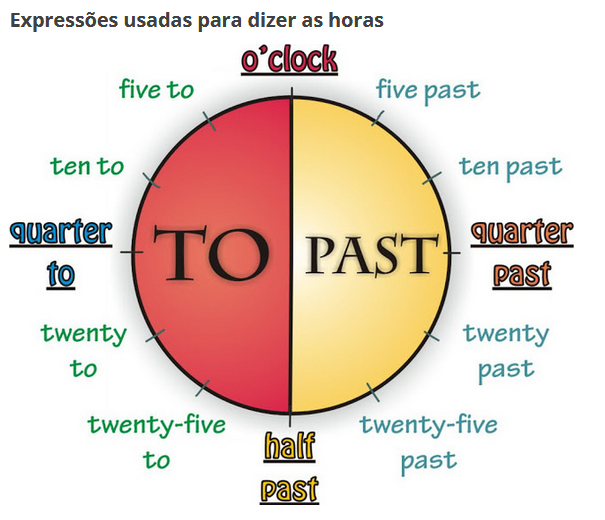 Expressões usadas para dizer as horas
o'clock
five to
five past
ten to
ten past
quarter
to
quarter
past
TO
PAST
twenty
to
twenty
past
twenty-five
to
twenty-five
past
half
past